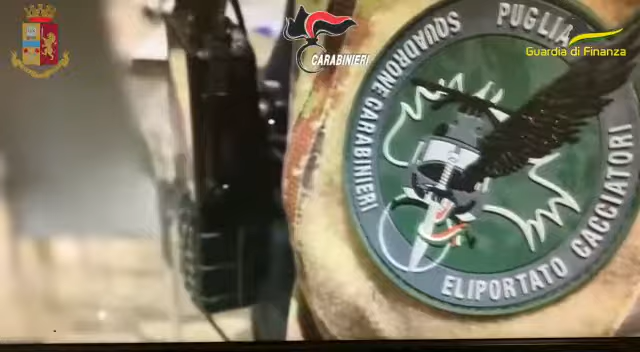 CARABINIERI
Guardia di Finanza
SQUADRONE CARABINIERI
ELIPORTATO CACCIATORI
PUGLIA